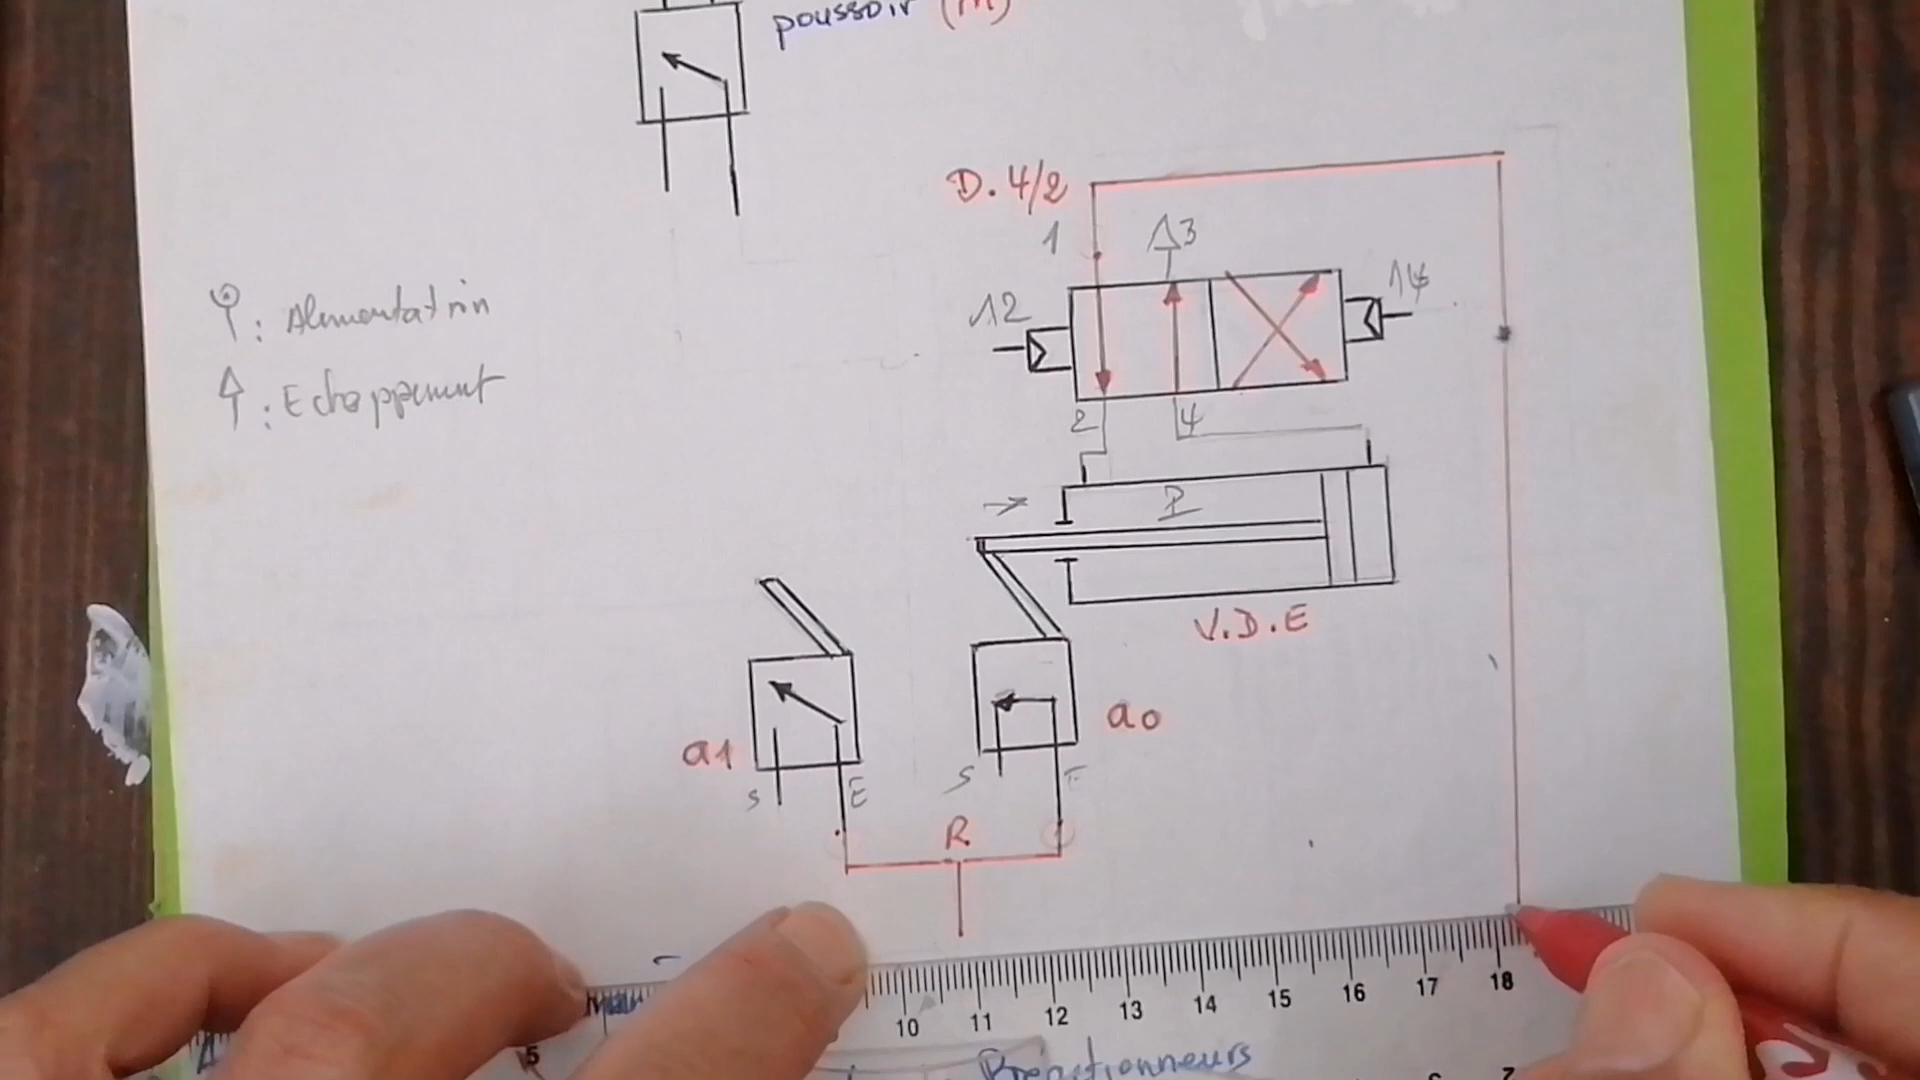 poussoir (m)
D. 4/2
1
3
12
14
: Alimentation
: Echappement
2
4
P
V.D.E
a1
a0
S
E
S
E
R
10 11 12 13 14 15 16 17 18
5